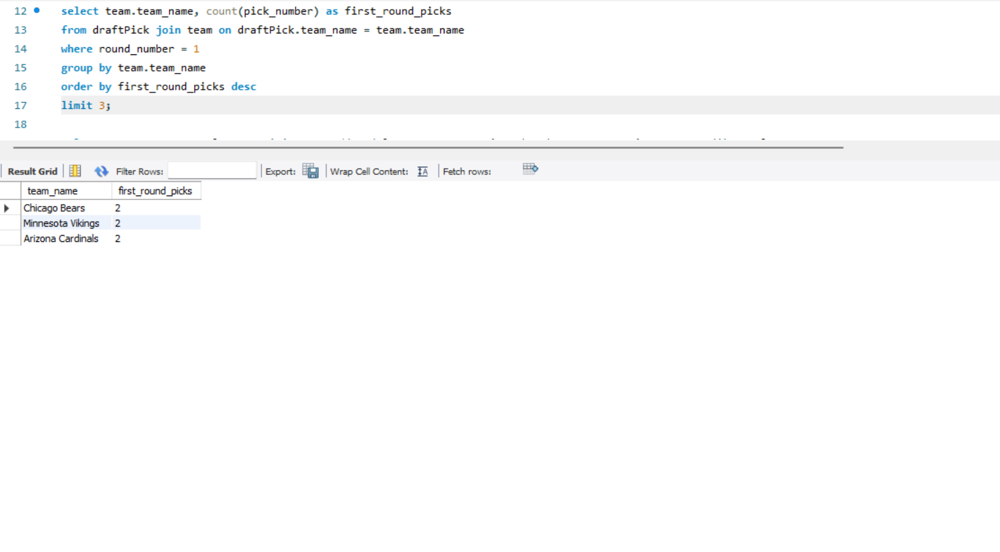 12 select team.team_name, count(pick_number) as first_round_picks
13 from draftPick join team on draftPick.team_name = team.team_name
14 where round_number = 1
15 group by team.team_name
16 order by first_round_picks desc
17 limit 3;
18
Result Grid Filter Rows: Export: Wrap Cell Content: Fetch rows:
team_name first_round_picks
Chicago Bears 2
Minnesota Vikings 2
Arizona Cardinals 2